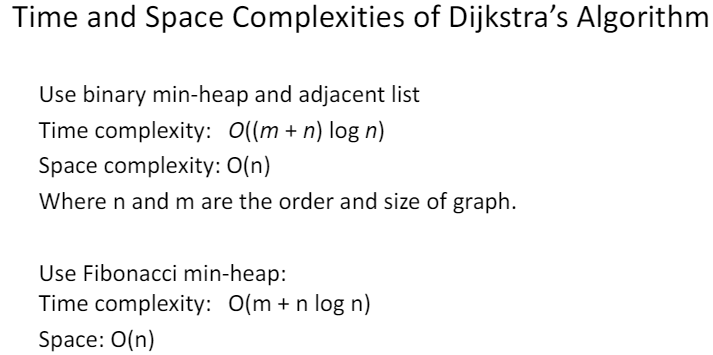 Time and Space Complexities of Dijkstra’s Algorithm
Use binary min-heap and adjacent list
Time complexity: O((m + n) log n)
Space complexity: O(n)
Where n and m are the order and size of graph.
Use Fibonacci min-heap:
Time complexity: O(m + n log n)
Space: O(n)